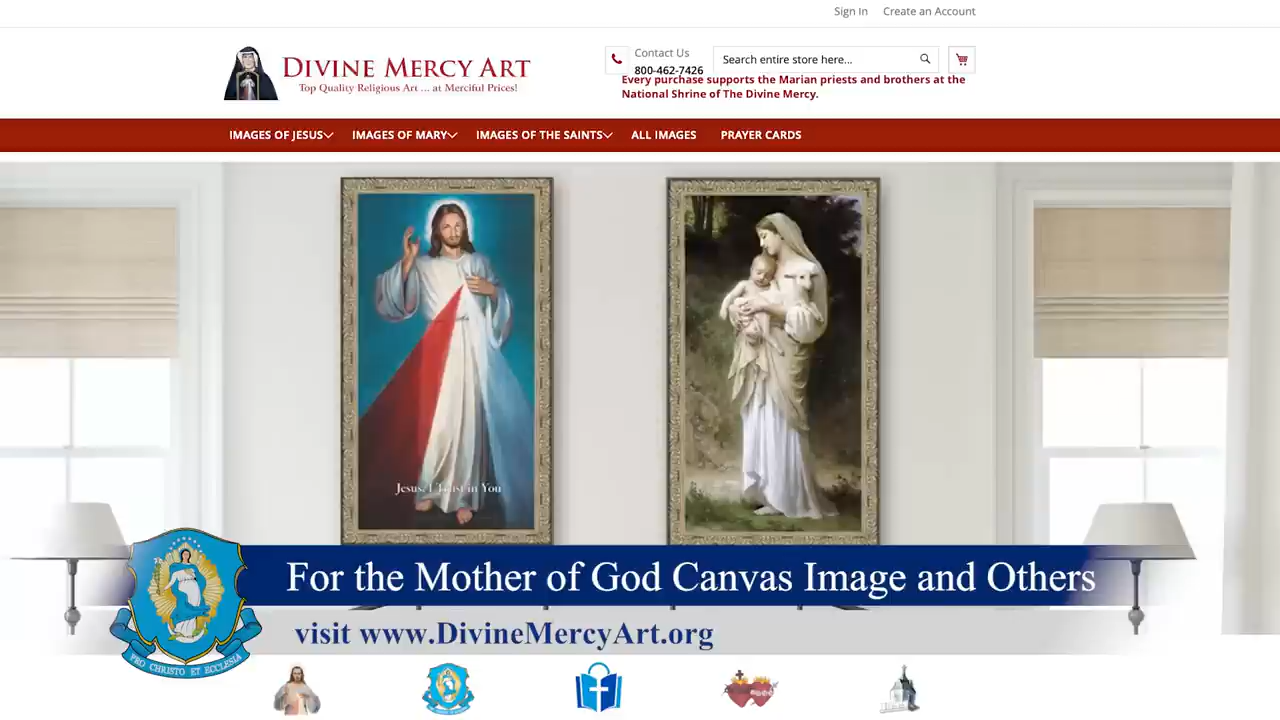 Sign In Create an Account
DIVINE MERCY ART
Top Quality Religious Art ... at Merciful Prices!
Contact Us
800-462-7426
Search entire store here...
Every purchase supports the Marian priests and brothers at the
National Shrine of The Divine Mercy.
IMAGES OF JESUS IMAGES OF MARY IMAGES OF THE SAINTS ALL IMAGES PRAYER CARDS
Jesus, I Trust in You
For the Mother of God Canvas Image and Others
visit www.DivineMercyArt.org
PRO CHRISTO ET ECCLESIA